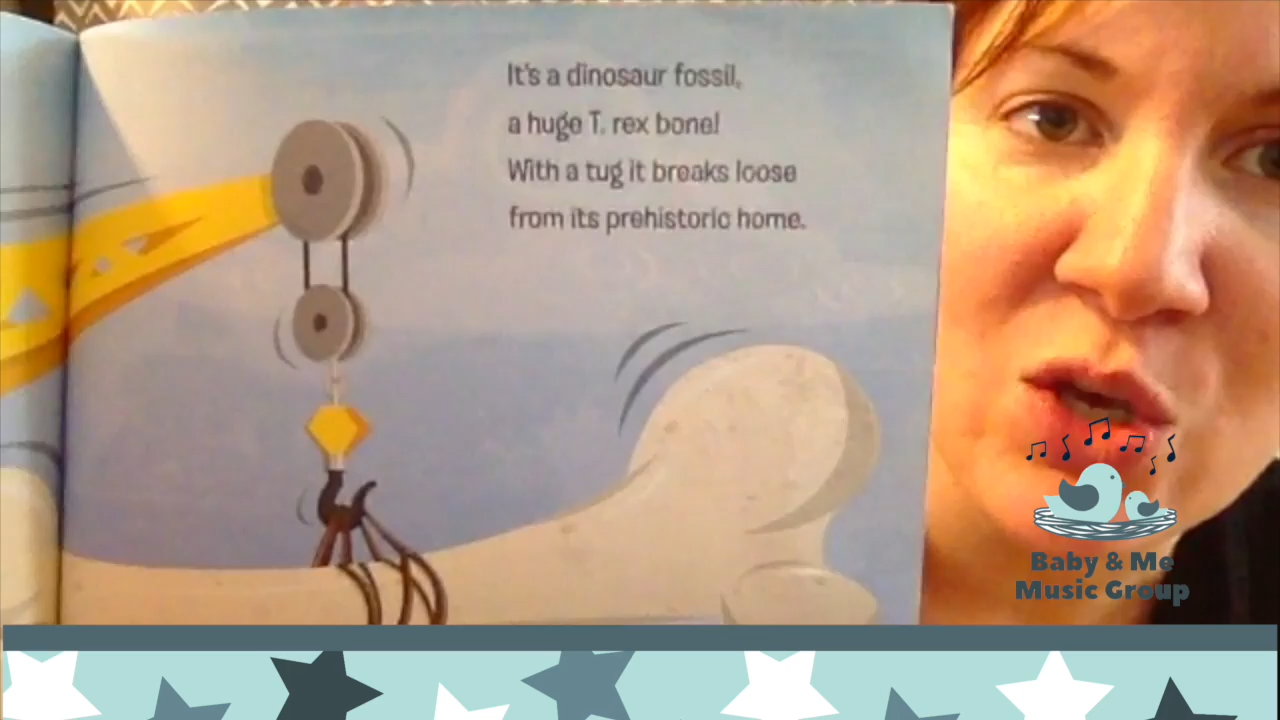 It's a dinosaur fossil,
a huge T. rex bone!
With a tug it breaks loose
from its prehistoric home.
Baby & Me
Music Group